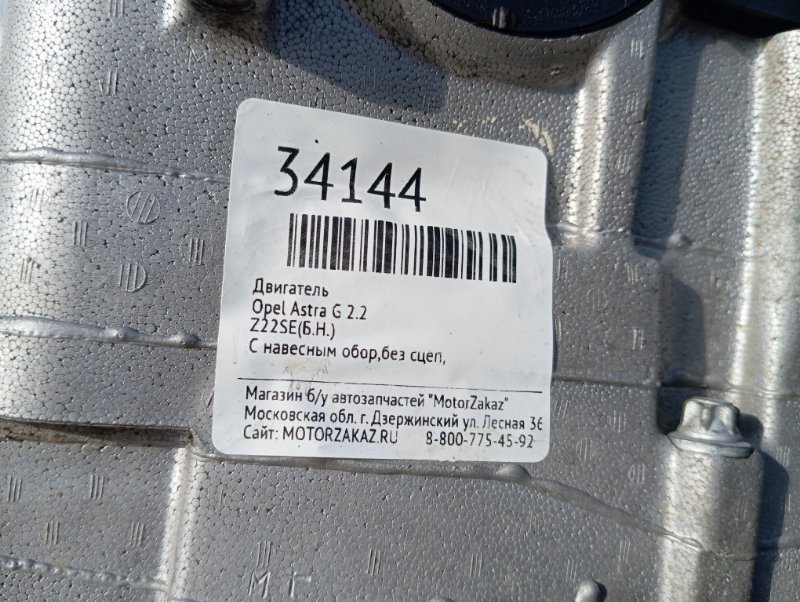 34144
Двигатель
Opel Astra G 2.2
Z22SE(Б.Н.)
С навесным обор,без сцеп,
Магазин б/у автозапчастей "MotorZakaz"
Московская обл. г. Дзержинский ул. Лесная 36
Сайт: MOTORZAKAZ.RU 8-800-775-45-92
М Г